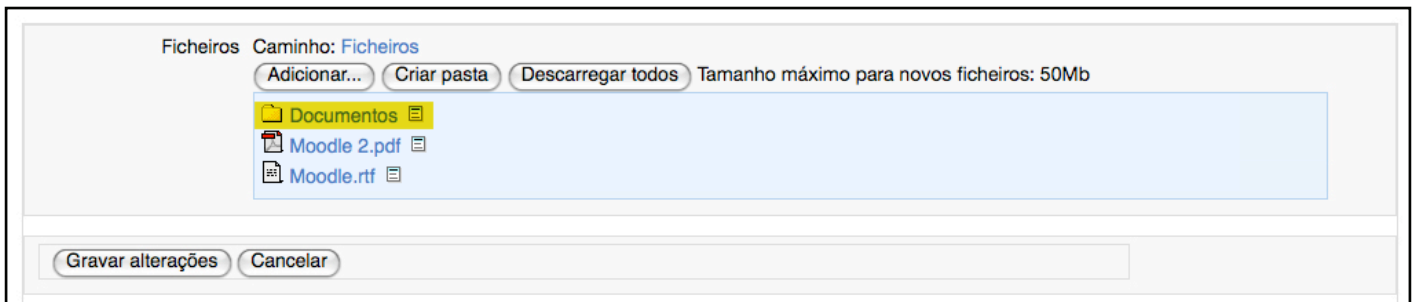 Ficheiros Caminho: Ficheiros
Adicionar... Criar pasta Descarregar todos Tamanho máximo para novos ficheiros: 50Mb
Documentos
Moodle 2.pdf
Moodle.rtf
Gravar alterações Cancelar